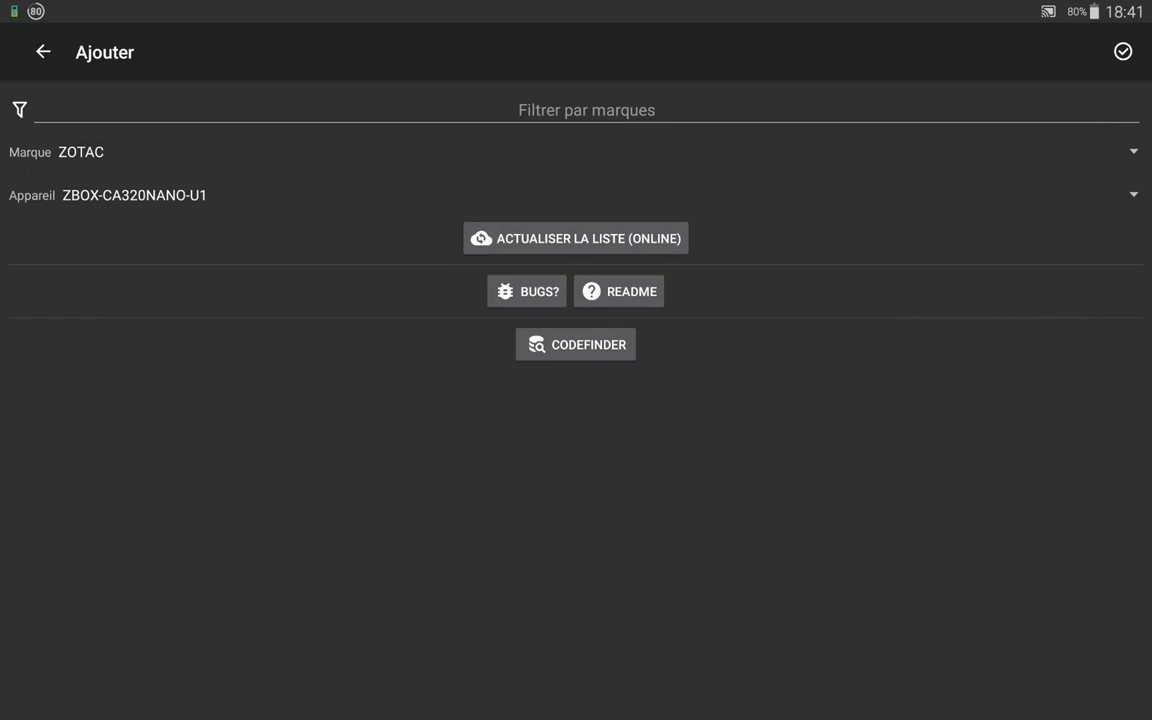 80 80% 18:41
Ajouter
Filtrer par marques
Marque ZOTAC
Appareil ZBOX-CA320NANO-U1
ACTUALISER LA LISTE (ONLINE)
BUGS? README
CODEFINDER